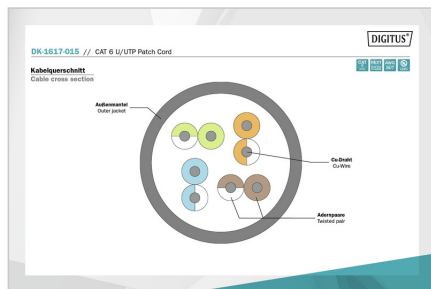 DIGITUS®
DK-1617-015 // CAT 6 U/UTP Patch Cord
Kabelquerschnitt
Cable cross section
Außenmantel
Outer jacket
Cu-Draht
Cu-Wire
Adernpaare
Twisted pair